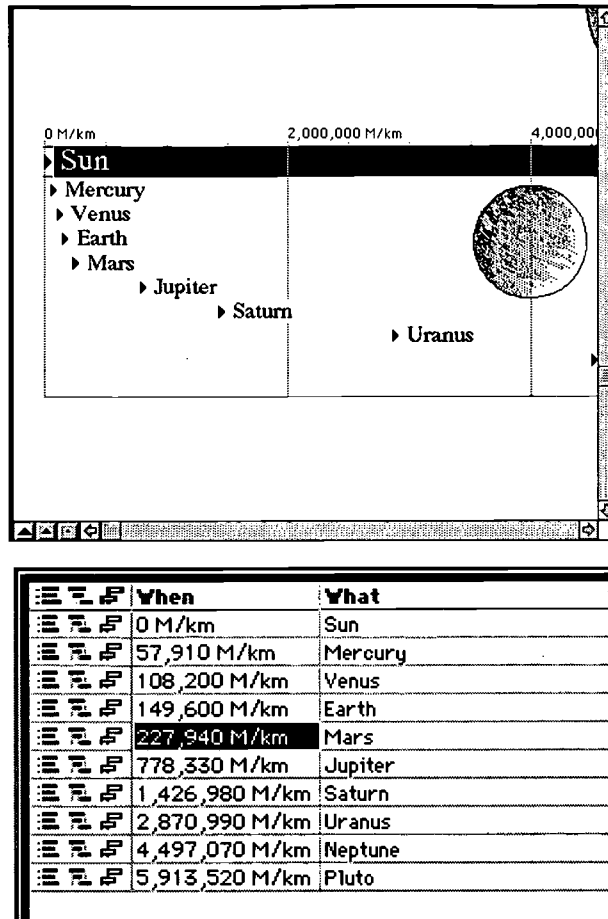 0 M/km 2,000,000 M/km 4,000,00
Sun
Mercury
Venus
Earth
Mars
Jupiter
Saturn
Uranus
When What
0 M/km Sun
57,910 M/km Mercury
108,200 M/km Venus
149,600 M/km Earth
227,940 M/km Mars
778,330 M/km Jupiter
1,426,980 M/km Saturn
2,870,990 M/km Uranus
4,497,070 M/km Neptune
5,913,520 M/km Pluto